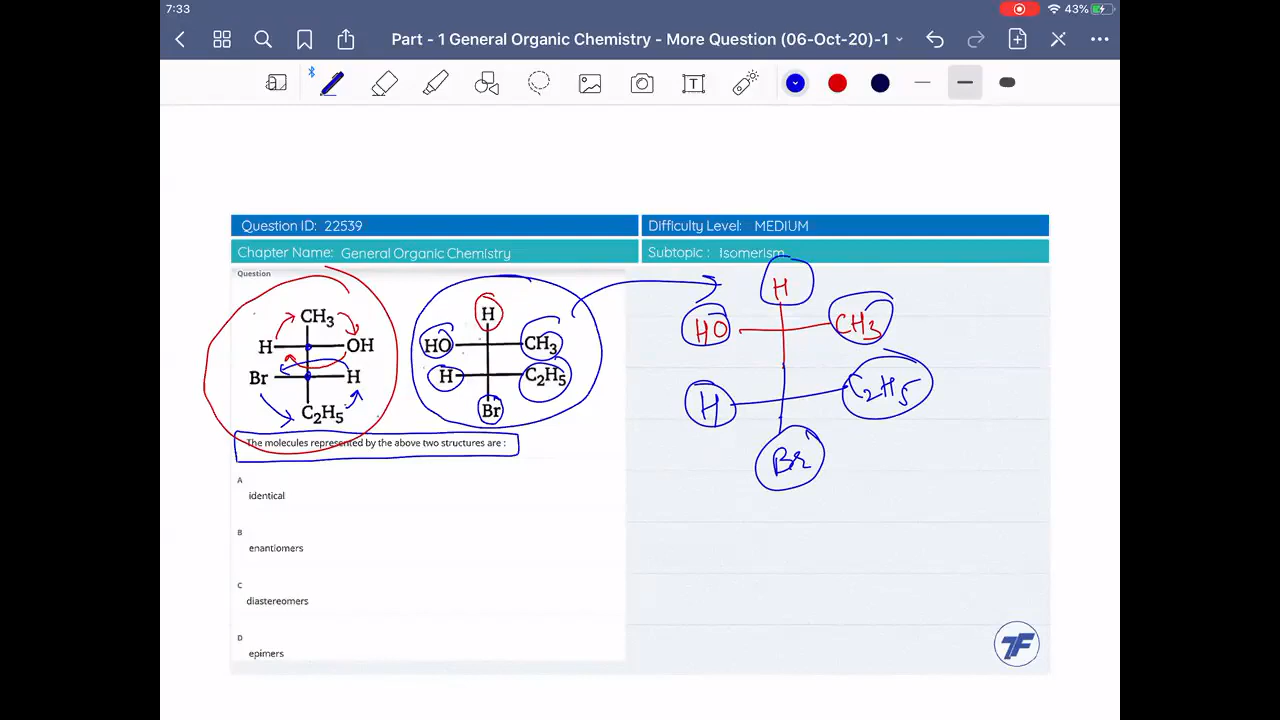 7:33
43%
Part - 1 General Organic Chemistry - More Question (06-Oct-20)-1
T
Question ID: 22539
Difficulty Level: MEDIUM
Chapter Name: General Organic Chemistry
Subtopic : Isomerism
Question
CH3
H OH
Br H
C2H5
H
HO CH3
H C2H5
Br
The molecules represented by the above two structures are :
A
identical
B
enantiomers
C
diastereomers
D
epimers
H
HO CH3
H C2H5
Br
7F